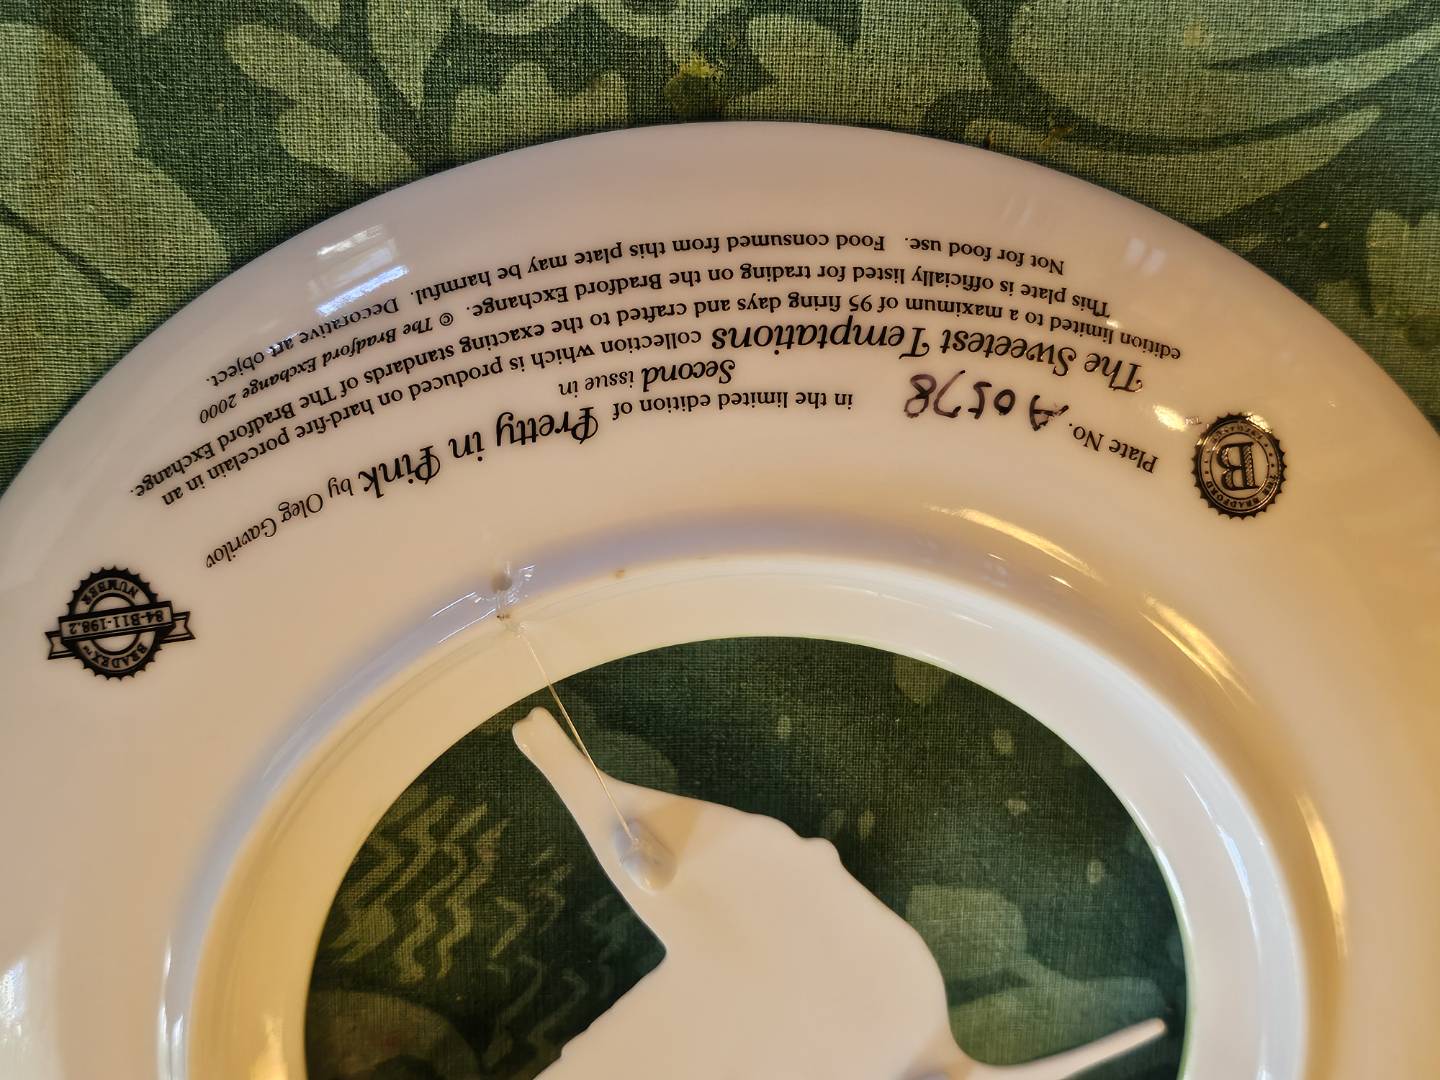 THE BRADFORD
B
Plate No. A0578 in the limited edition of Pretty in Pink by Oleg Gavrilov
Second issue in
The Sweetest Temptations collection which is produced on hard-fire porcelain in an
edition limited to a maximum of 95 firing days and crafted to the exacting standards of The Bradford Exchange.
This plate is officially listed for trading on the Bradford Exchange. © The Bradford Exchange 2000
Not for food use. Food consumed from this plate may be harmful. Decorative art object.
BRADEX™
84-B11-198.2
NUMBER